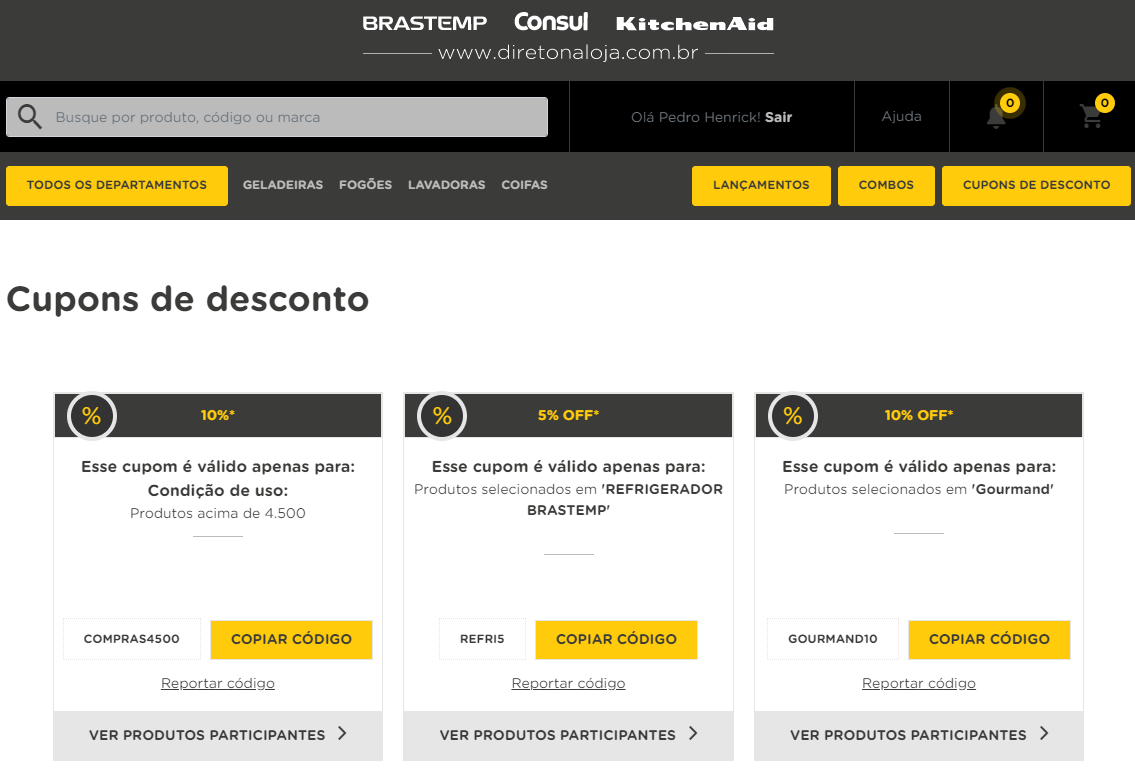 BRASTEMP Consul KitchenAid
www.diretonaloja.com.br
Busque por produto, código ou marca
Olá Pedro Henrick! Sair
Ajuda
0
0
TODOS OS DEPARTAMENTOS GELADEIRAS FOGÕES LAVADORAS COIFAS LANÇAMENTOS COMBOS CUPONS DE DESCONTO
Cupons de desconto
% 10%*
Esse cupom é válido apenas para:
Condição de uso:
Produtos acima de 4.500
COMPRAS4500 COPIAR CÓDIGO
Reportar código
VER PRODUTOS PARTICIPANTES
% 5% OFF*
Esse cupom é válido apenas para:
Produtos selecionados em 'REFRIGERADOR
BRASTEMP'
REFRI5 COPIAR CÓDIGO
Reportar código
VER PRODUTOS PARTICIPANTES
% 10% OFF*
Esse cupom é válido apenas para:
Produtos selecionados em 'Gourmand'
GOURMAND10 COPIAR CÓDIGO
Reportar código
VER PRODUTOS PARTICIPANTES